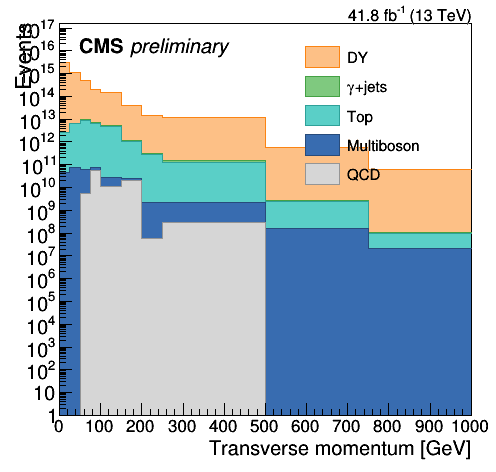 41.8 fb⁻¹ (13 TeV)
CMS preliminary
Events
DY
γ+jets
Top
Multiboson
QCD
10¹⁷
10¹⁶
10¹⁵
10¹⁴
10¹³
10¹²
10¹¹
10¹⁰
10⁹
10⁸
10⁷
10⁶
10⁵
10⁴
10³
10²
10
1
0 100 200 300 400 500 600 700 800 900 1000
Transverse momentum [GeV]